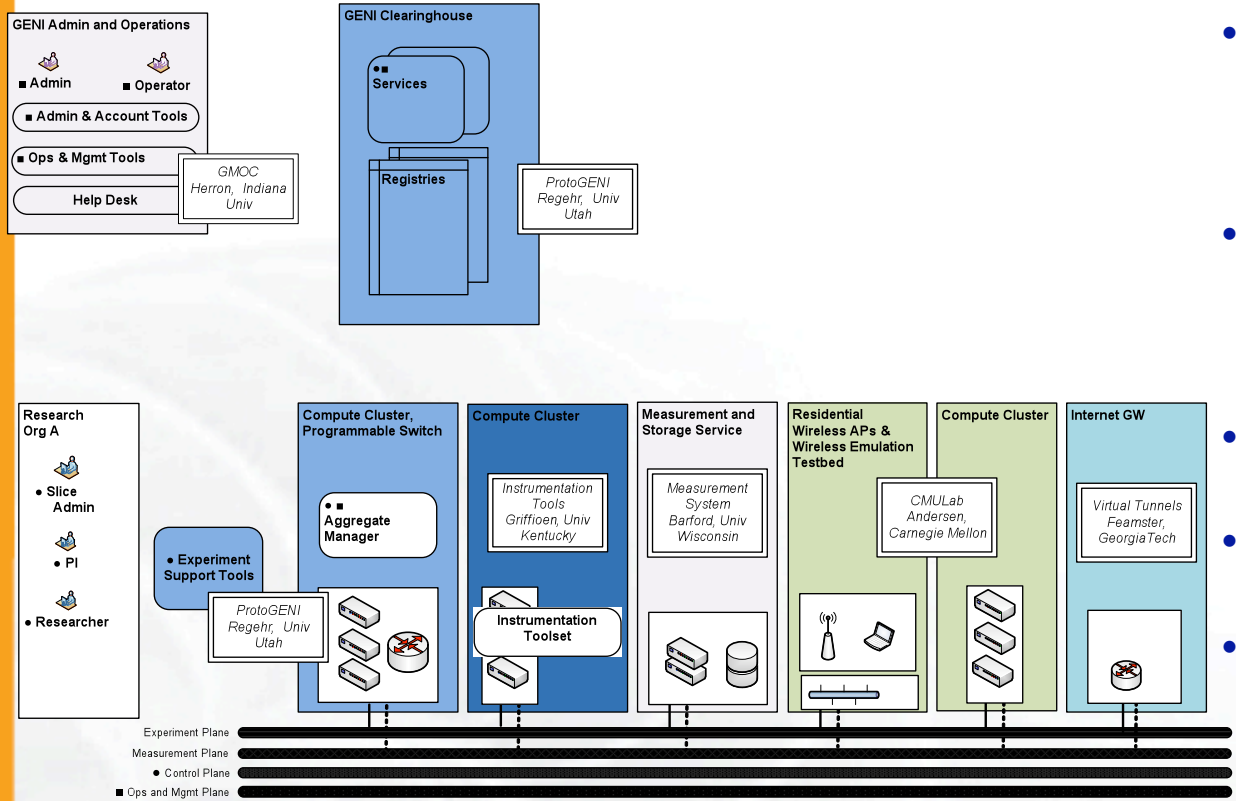 GENI Admin and Operations
■ Admin
■ Operator
■ Admin & Account Tools
■ Ops & Mgmt Tools
Help Desk
GMOC
Herron, Indiana
Univ
GENI Clearinghouse
● ■
Services
Registries
ProtoGENI
Regehr, Univ
Utah
Research
Org A
● Slice
Admin
● PI
● Researcher
● Experiment
Support Tools
ProtoGENI
Regehr, Univ
Utah
Compute Cluster,
Programmable Switch
● ■
Aggregate
Manager
Compute Cluster
Instrumentation
Tools
Griffioen, Univ
Kentucky
Instrumentation
Toolset
Measurement and
Storage Service
Measurement
System
Barford, Univ
Wisconsin
Residential
Wireless APs &
Wireless Emulation
Testbed
CMULab
Andersen,
Carnegie Mellon
Compute Cluster
Internet GW
Virtual Tunnels
Feamster,
GeorgiaTech
Experiment Plane
Measurement Plane
● Control Plane
■ Ops and Mgmt Plane